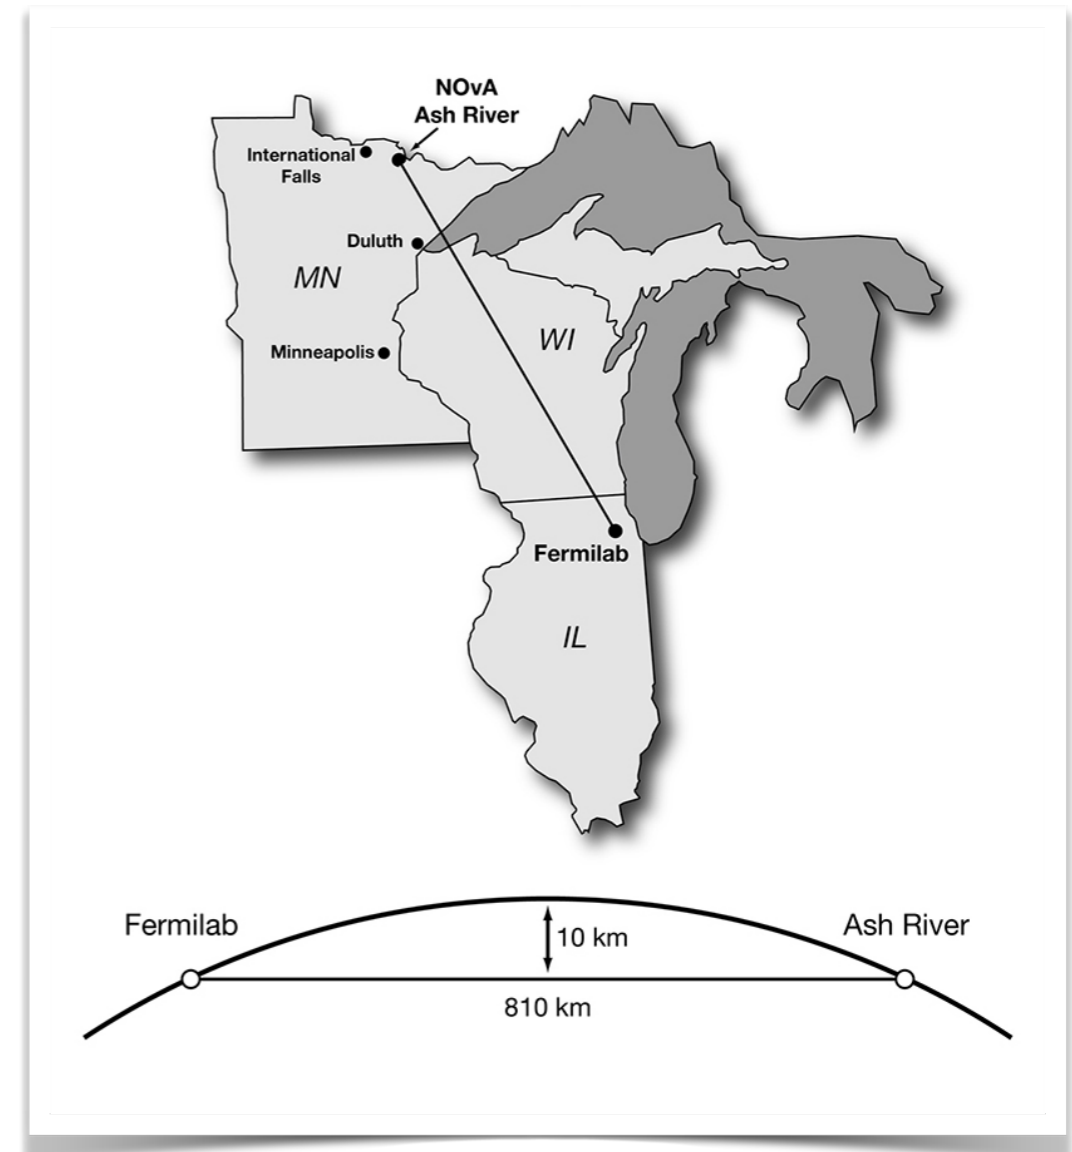 NOvA
Ash River
International
Falls
Duluth
MN
WI
Minneapolis
Fermilab
IL
Fermilab
Ash River
10 km
810 km